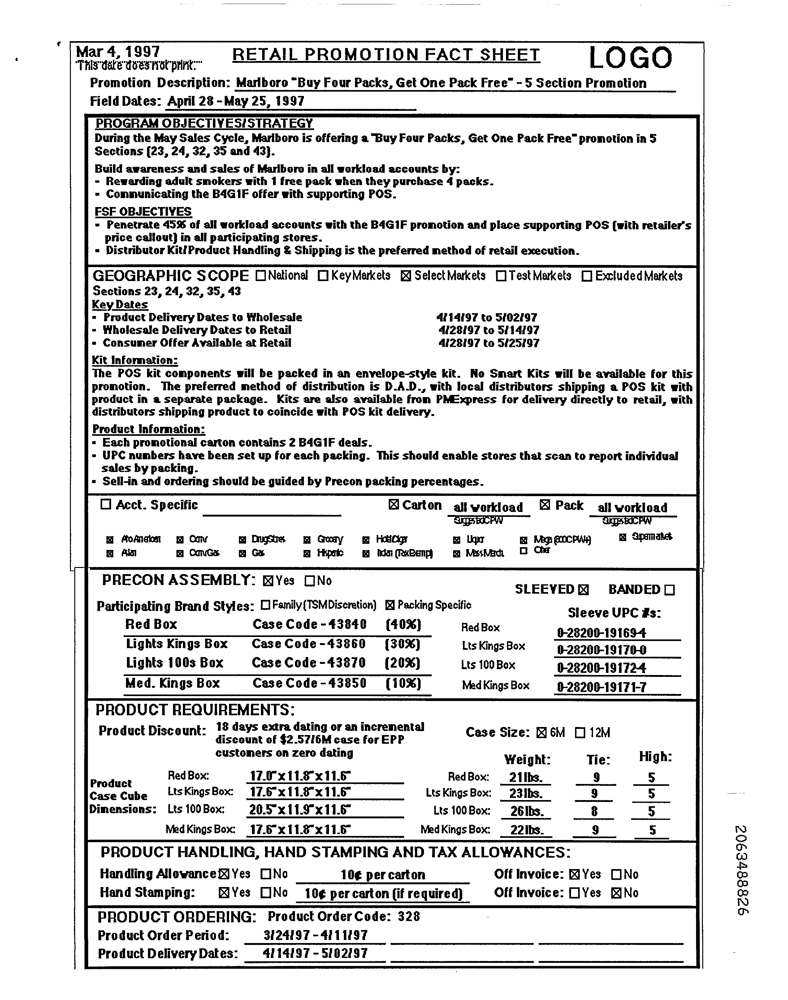 Mar 4, 1997 RETAIL PROMOTION FACT SHEET LOGO
"This date does not print."
Promotion Description: Marlboro "Buy Four Packs, Get One Pack Free" - 5 Section Promotion
Field Dates: April 28 - May 25, 1997
PROGRAM OBJECTIVES/STRATEGY
During the May Sales Cycle, Marlboro is offering a "Buy Four Packs, Get One Pack Free" promotion in 5
Sections (23, 24, 32, 35 and 43).
Build awareness and sales of Marlboro in all workload accounts by:
- Rewarding adult smokers with 1 free pack when they purchase 4 packs.
- Communicating the B4G1F offer with supporting POS.
FSF OBJECTIVES
- Penetrate 45% of all workload accounts with the B4G1F promotion and place supporting POS (with retailer's
price callout) in all participating stores.
- Distributor Kit/Product Handling & Shipping is the preferred method of retail execution.
GEOGRAPHIC SCOPE ☐ National ☐ Key Markets ☒ Select Markets ☐ Test Markets ☐ Excluded Markets
Sections 23, 24, 32, 35, 43
Key Dates
- Product Delivery Dates to Wholesale 4/14/97 to 5/02/97
- Wholesale Delivery Dates to Retail 4/28/97 to 5/14/97
- Consumer Offer Available at Retail 4/28/97 to 5/25/97
Kit Information:
The POS kit components will be packed in an envelope-style kit. No Smart Kits will be available for this
promotion. The preferred method of distribution is D.A.D., with local distributors shipping a POS kit with
product in a separate package. Kits are also available from PMExpress for delivery directly to retail, with
distributors shipping product to coincide with POS kit delivery.
Product Information:
- Each promotional carton contains 2 B4G1F deals.
- UPC numbers have been set up for each packing. This should enable stores that scan to report individual
sales by packing.
- Sell-in and ordering should be guided by Precon packing percentages.
☐ Acct. Specific ☒ Carton all workload ☒ Pack all workload
Suggested CPW Suggested CPW
☒ Afro American ☒ Conv ☒ Drug Stores ☒ Grocery ☒ Hotel/Cigar ☒ Liquor ☒ Mags (600 CPW+) ☒ Supermarket
☒ Asian ☒ Conv/Gas ☒ Gas ☒ Hispanic ☒ Indian (Tax Exempt) ☒ Mass Merch. ☐ Other
PRECON ASSEMBLY: ☒ Yes ☐ No SLEEVED ☒ BANDED ☐
Participating Brand Styles: ☐ Family (TSM Discretion) ☒ Packing Specific Sleeve UPC #s:
Red Box Case Code - 43840 (40%) Red Box 0-28200-19169-4
Lights Kings Box Case Code - 43860 (30%) Lts Kings Box 0-28200-19170-0
Lights 100s Box Case Code - 43870 (20%) Lts 100 Box 0-28200-19172-4
Med. Kings Box Case Code - 43850 (10%) Med Kings Box 0-28200-19171-7
PRODUCT REQUIREMENTS:
Product Discount: 18 days extra dating or an incremental
discount of $2.57/6M case for EPP
customers on zero dating
Case Size: ☒ 6M ☐ 12M
Weight: Tie: High:
Product Case Cube Dimensions:
Red Box: 17.0"x11.8"x11.6" Red Box: 21lbs. 9 5
Lts Kings Box: 17.6"x11.8"x11.6" Lts Kings Box: 23lbs. 9 5
Lts 100 Box: 20.5"x11.9"x11.6" Lts 100 Box: 26lbs. 8 5
Med Kings Box: 17.6"x11.8"x11.6" Med Kings Box: 22lbs. 9 5
PRODUCT HANDLING, HAND STAMPING AND TAX ALLOWANCES:
Handling Allowance ☒ Yes ☐ No 10¢ per carton Off Invoice: ☒ Yes ☐ No
Hand Stamping: ☒ Yes ☐ No 10¢ per carton (if required) Off Invoice: ☐ Yes ☒ No
PRODUCT ORDERING: Product Order Code: 328
Product Order Period: 3/24/97 - 4/11/97
Product Delivery Dates: 4/14/97 - 5/02/97
2063488826